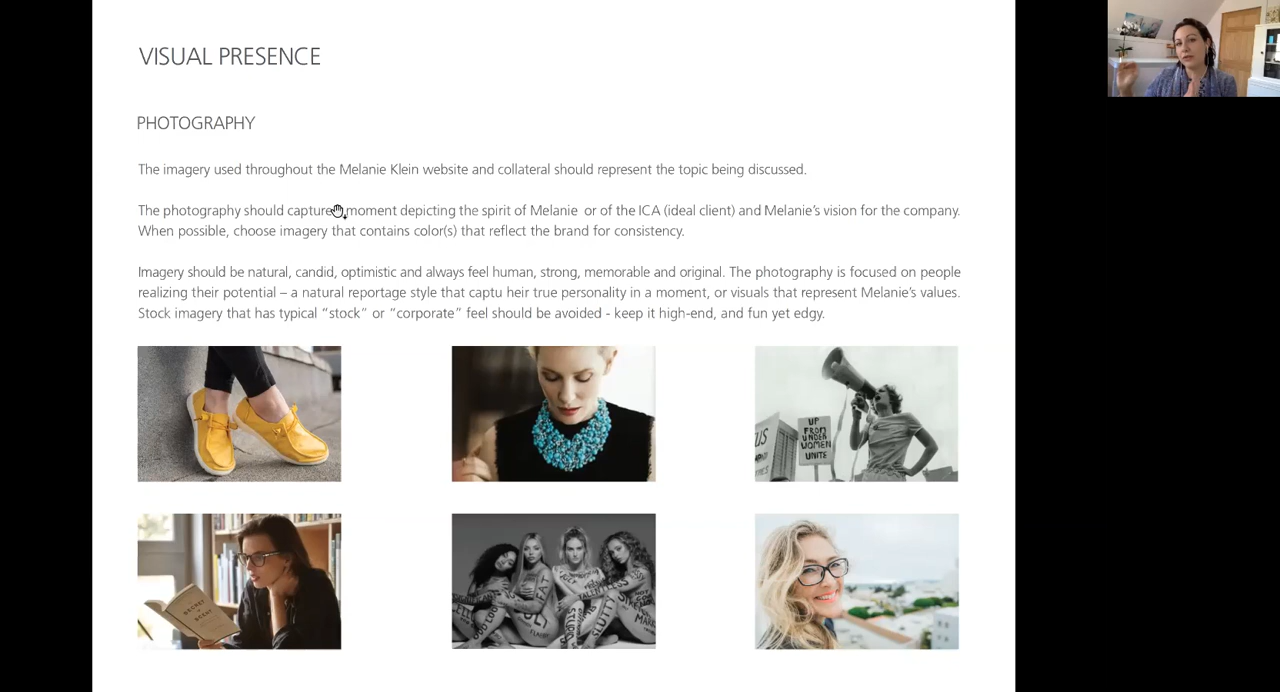 VISUAL PRESENCE
PHOTOGRAPHY
The imagery used throughout the Melanie Klein website and collateral should represent the topic being discussed.
The photography should capture moment depicting the spirit of Melanie or of the ICA (ideal client) and Melanie's vision for the company.
When possible, choose imagery that contains color(s) that reflect the brand for consistency.
Imagery should be natural, candid, optimistic and always feel human, strong, memorable and original. The photography is focused on people
realizing their potential – a natural reportage style that captu heir true personality in a moment, or visuals that represent Melanie's values.
Stock imagery that has typical “stock” or “corporate” feel should be avoided - keep it high-end, and fun yet edgy.
UP
FROM
UNDER
WOMEN
UNITE
US
SECRET
SLUTTY